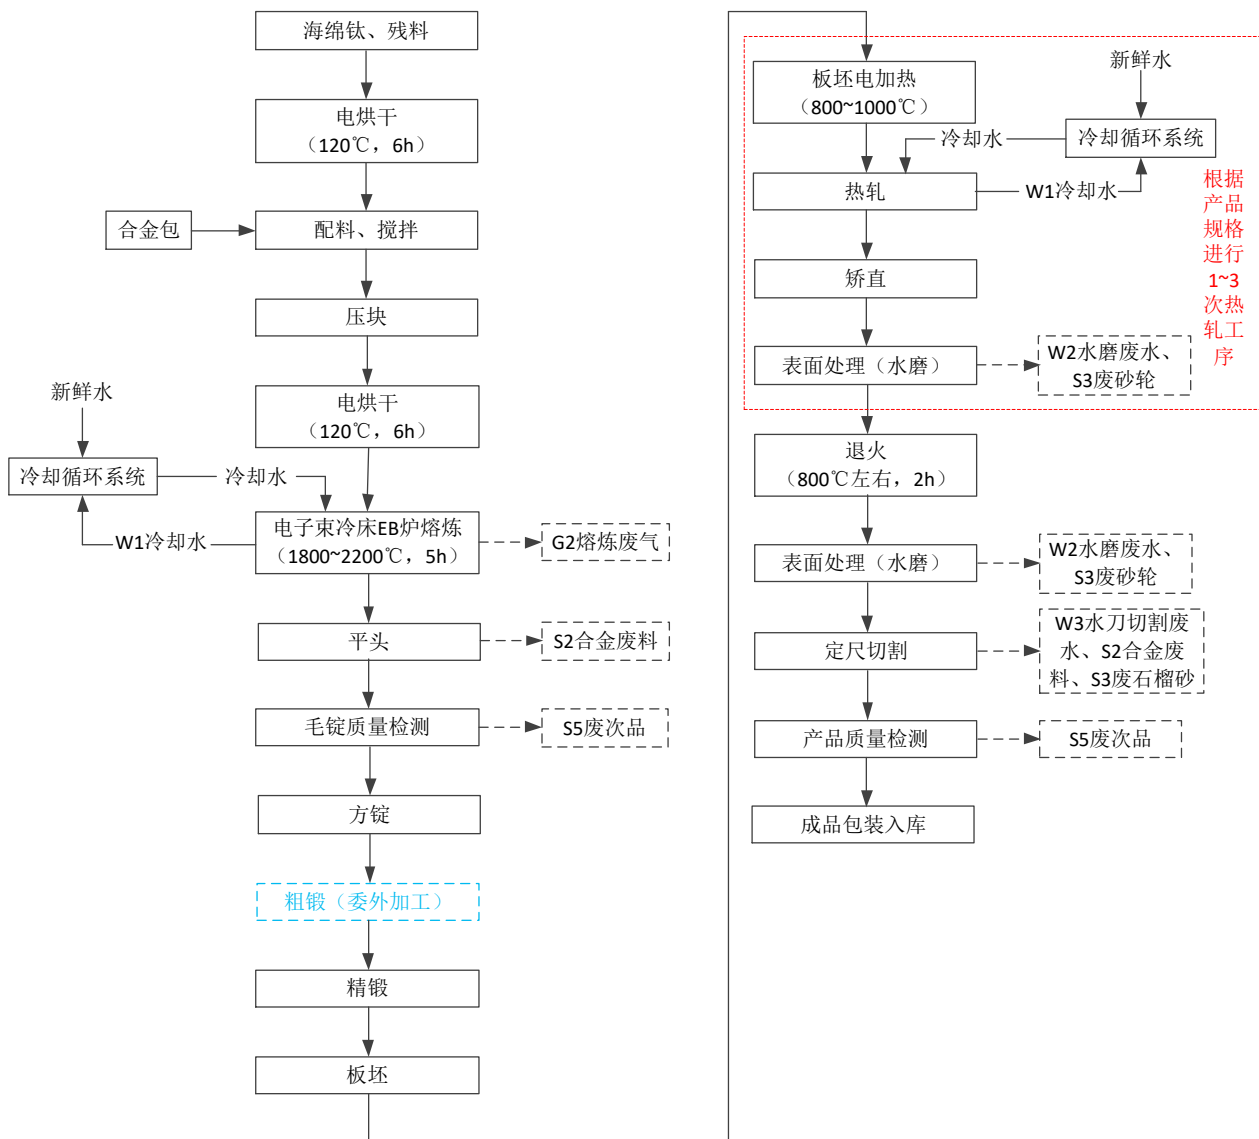 海绵钛、残料
电烘干
（120℃，6h）
合金包
配料、搅拌
压块
电烘干
（120℃，6h）
新鲜水
冷却循环系统
冷却水
W1冷却水
电子束冷床EB炉熔炼
（1800~2200℃，5h）
G2熔炼废气
平头
S2合金废料
毛锭质量检测
S5废次品
方锭
粗锻（委外加工）
精锻
板坯
板坯电加热
（800~1000℃）
新鲜水
冷却水
冷却循环系统
热轧
W1冷却水
根据
产品
规格
进行
1~3
次热
轧工
序
矫直
表面处理（水磨）
W2水磨废水、
S3废砂轮
退火
（800℃左右，2h）
表面处理（水磨）
W2水磨废水、
S3废砂轮
定尺切割
W3水刀切割废
水、S2合金废
料、S3废石榴砂
产品质量检测
S5废次品
成品包装入库